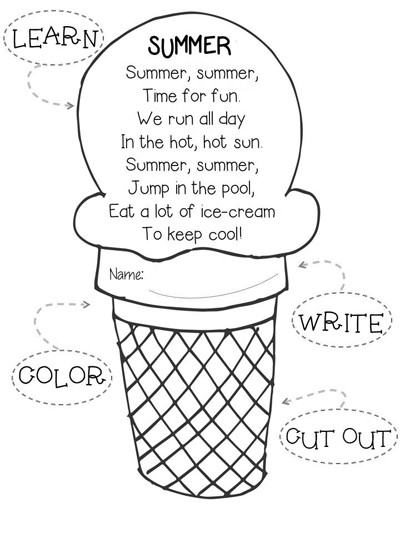 LEARN
SUMMER
Summer, summer,
Time for fun.
We run all day
In the hot, hot sun.
Summer, summer,
Jump in the pool,
Eat a lot of ice-cream
To keep cool!
Name:
WRITE
COLOR
CUT OUT